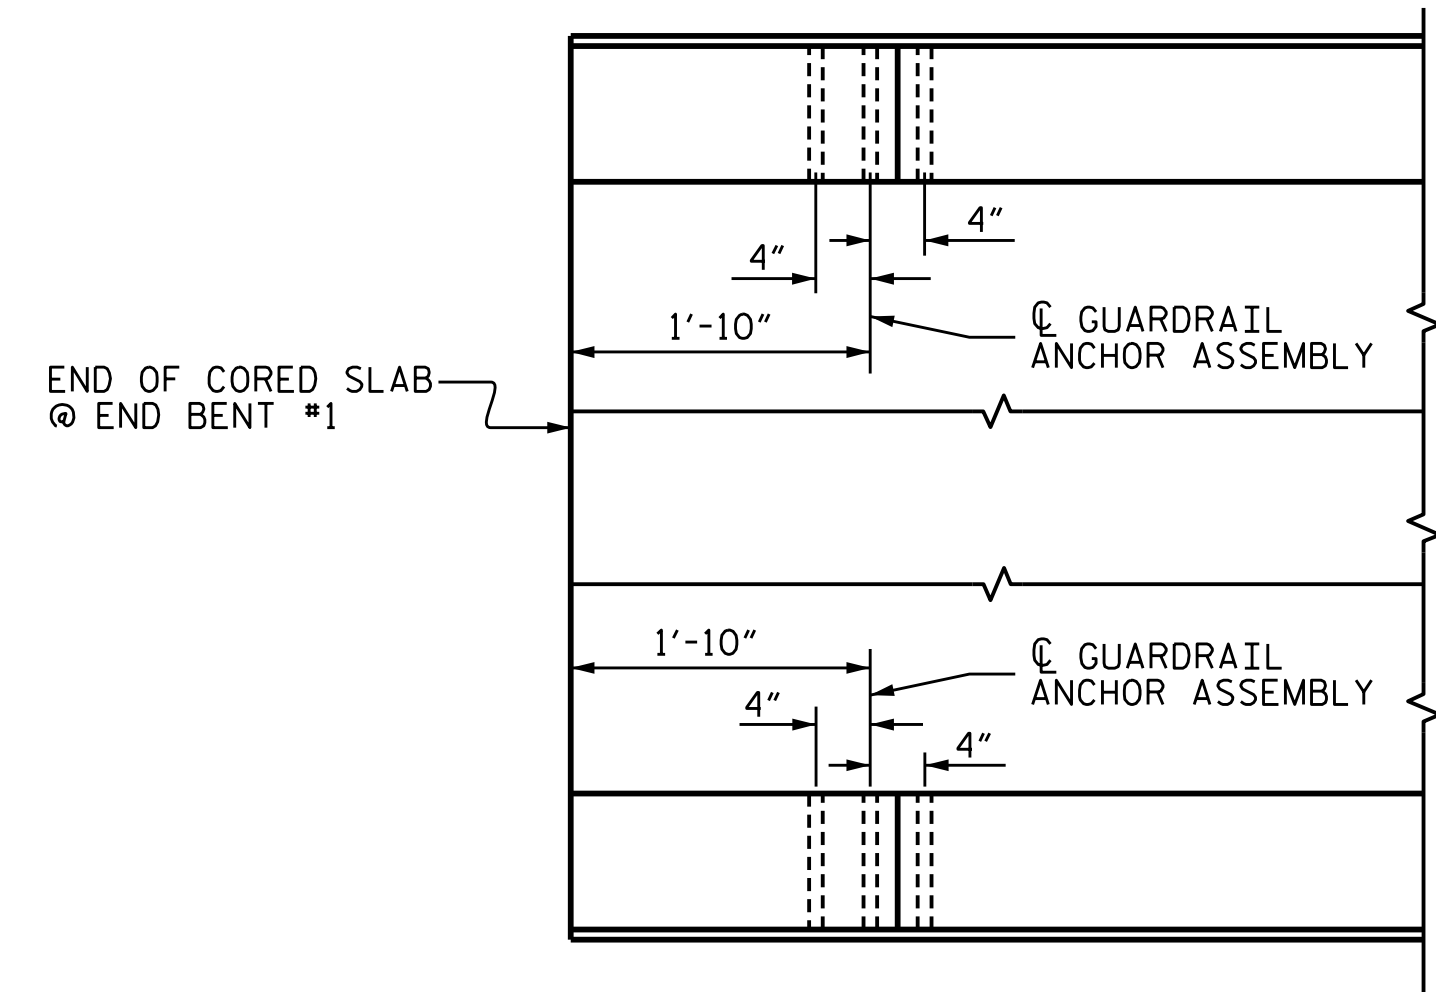 4"
4"
1'-10"
℄ GUARDRAIL
ANCHOR ASSEMBLY
END OF CORED SLAB
@ END BENT #1
1'-10"
℄ GUARDRAIL
ANCHOR ASSEMBLY
4"
4"